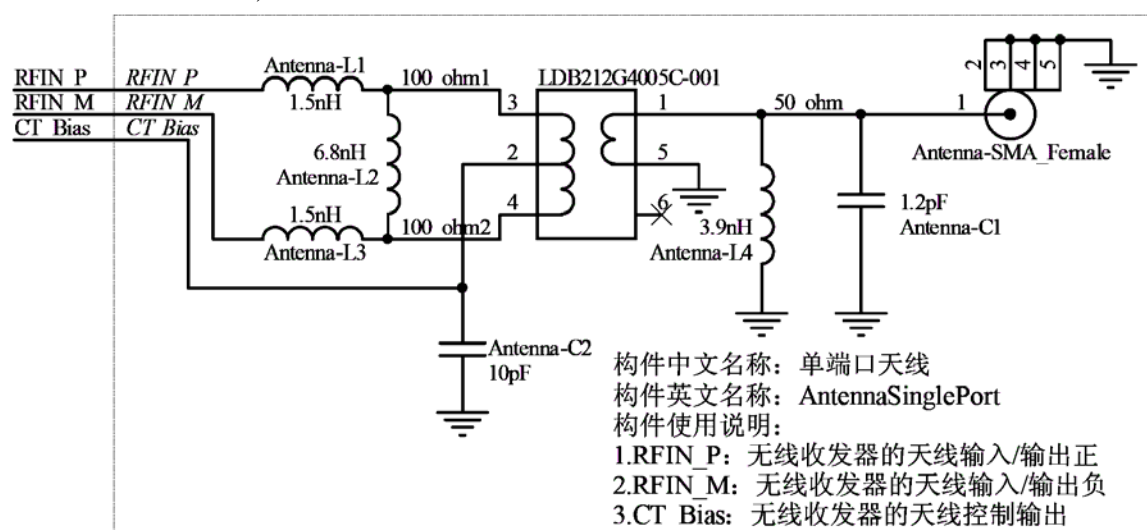 RFIN_P
RFIN_P
Antenna-L1
1.5nH
100 ohm1
LDB212G4005C-001
RFIN_M
RFIN_M
CT_Bias
CT_Bias
6.8nH
Antenna-L2
1.5nH
Antenna-L3
100 ohm2
3
2
4
1
5
6
50 ohm
1
2
3
4
5
Antenna-SMA_Female
3.9nH
Antenna-L4
1.2pF
Antenna-C1
Antenna-C2
10pF
构件中文名称：单端口天线
构件英文名称：AntennaSinglePort
构件使用说明：
1.RFIN_P：无线收发器的天线输入/输出正
2.RFIN_M：无线收发器的天线输入/输出负
3.CT_Bias：无线收发器的天线控制输出